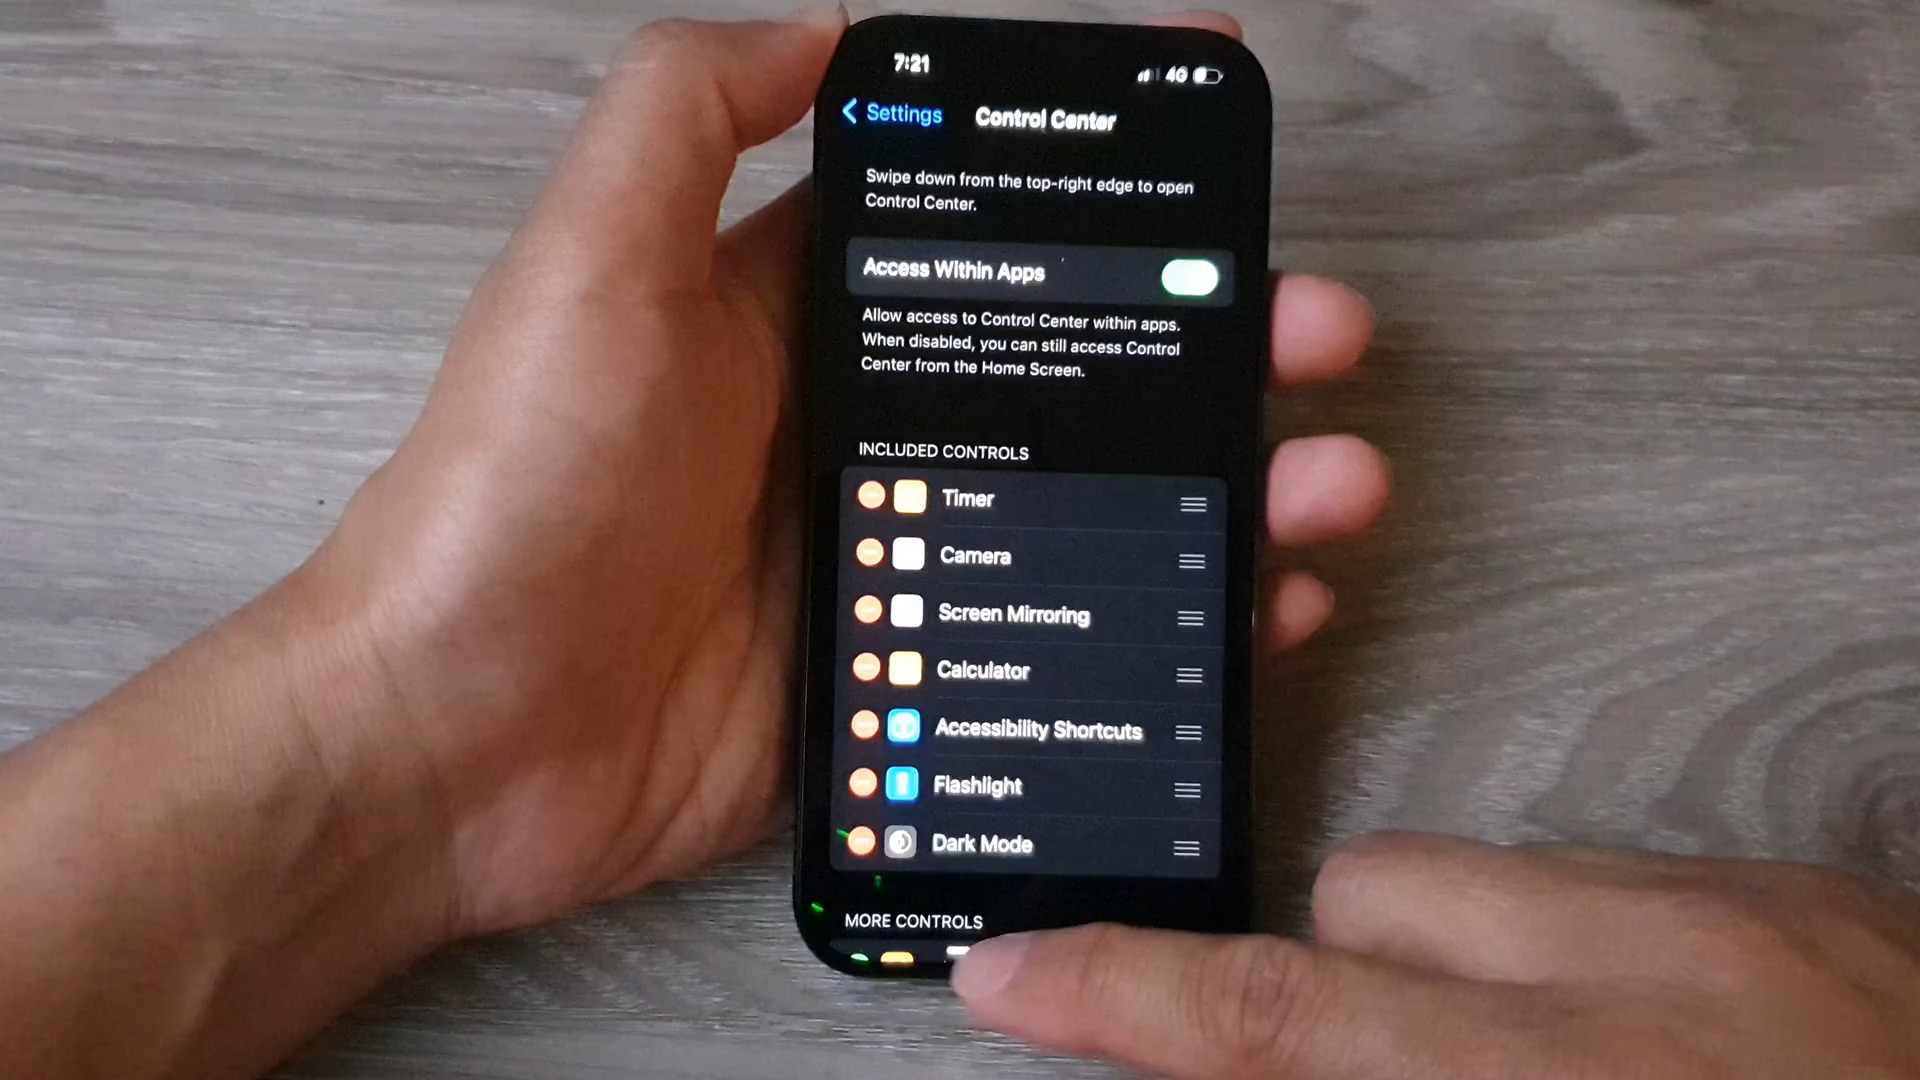 7:21
4G
Settings
Control Center
Swipe down from the top-right edge to open
Control Center.
Access Within Apps
Allow access to Control Center within apps.
When disabled, you can still access Control
Center from the Home Screen.
INCLUDED CONTROLS
Timer
Camera
Screen Mirroring
Calculator
Accessibility Shortcuts
Flashlight
Dark Mode
MORE CONTROLS